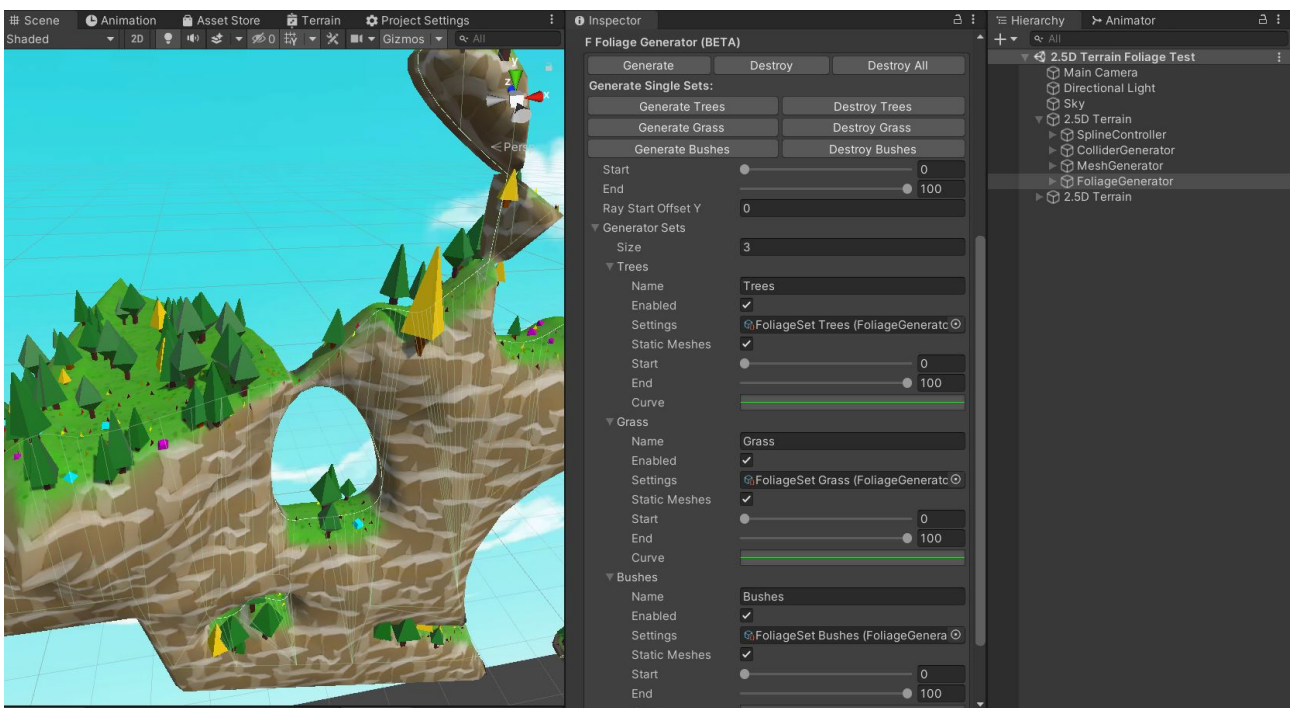 Scene Animation Asset Store Terrain Project Settings
Shaded 2D 0 Gizmos All
y
z
x
Persp
Inspector
F Foliage Generator (BETA)
Generate Destroy Destroy All
Generate Single Sets:
Generate Trees Destroy Trees
Generate Grass Destroy Grass
Generate Bushes Destroy Bushes
Start 0
End 100
Ray Start Offset Y 0
Generator Sets
Size 3
Trees
Name Trees
Enabled
Settings FoliageSet Trees (FoliageGeneratc
Static Meshes
Start 0
End 100
Curve
Grass
Name Grass
Enabled
Settings FoliageSet Grass (FoliageGeneratc
Static Meshes
Start 0
End 100
Curve
Bushes
Name Bushes
Enabled
Settings FoliageSet Bushes (FoliageGenera
Static Meshes
Start 0
End 100
Hierarchy Animator
All
2.5D Terrain Foliage Test
Main Camera
Directional Light
Sky
2.5D Terrain
SplineController
ColliderGenerator
MeshGenerator
FoliageGenerator
2.5D Terrain